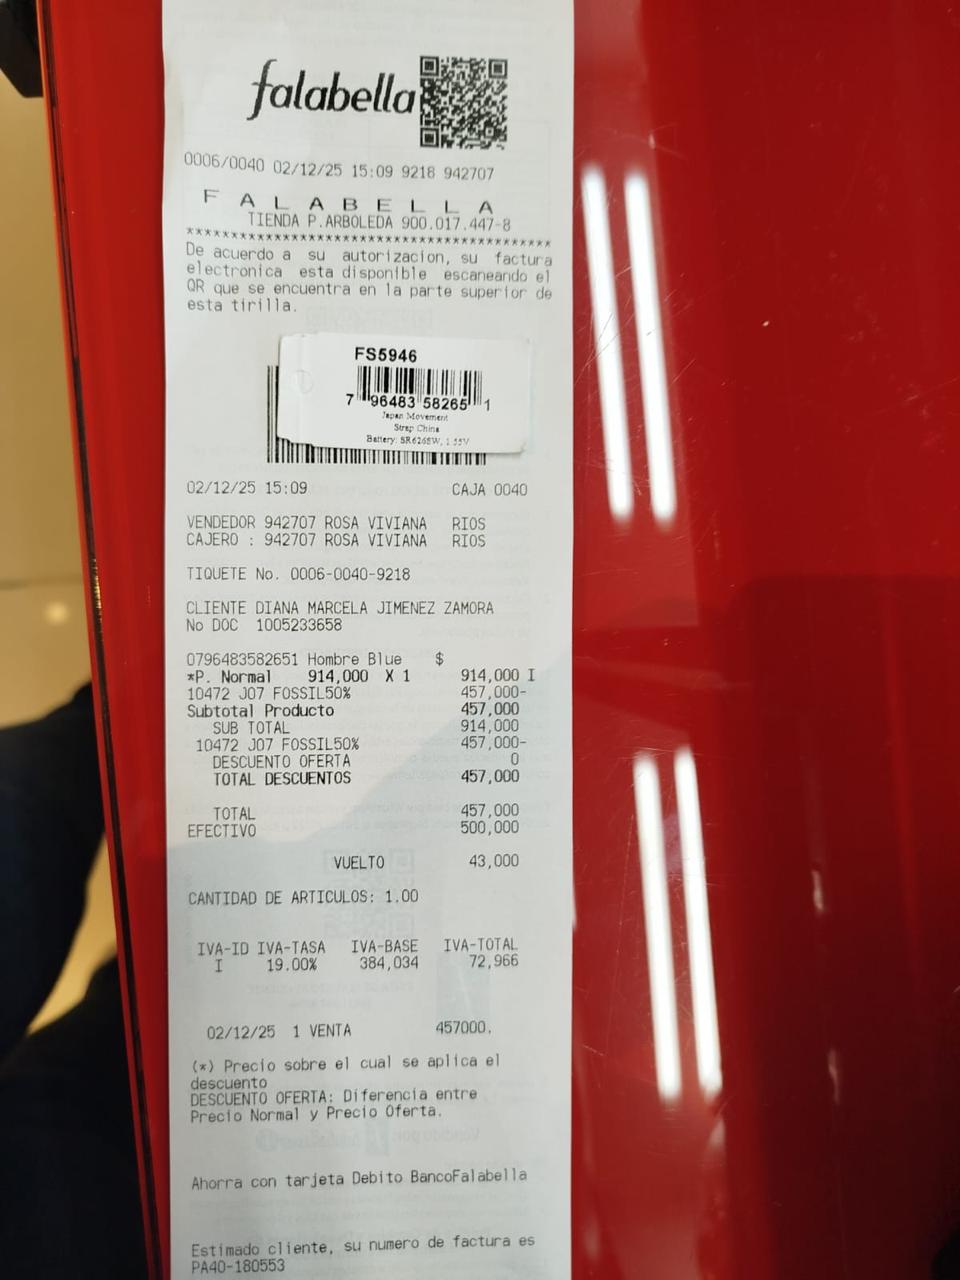 falabella
0006/0040 02/12/25 15:09 9218 942707
F A L A B E L L A
TIENDA P.ARBOLEDA 900.017.447-8
******************************************
De acuerdo a su autorizacion, su factura
electronica esta disponible escaneando el
QR que se encuentra en la parte superior de
esta tirilla.
FS5946
7 96483 58265 1
Japan Movement
Strap China
Battery: SR626SW, 1.55V
02/12/25 15:09 CAJA 0040
VENDEDOR 942707 ROSA VIVIANA RIOS
CAJERO : 942707 ROSA VIVIANA RIOS
TIQUETE No. 0006-0040-9218
CLIENTE DIANA MARCELA JIMENEZ ZAMORA
No DOC 1005233658
0796483582651 Hombre Blue $
*P. Normal 914,000 X 1 914,000 I
10472 J07 FOSSIL50% 457,000-
Subtotal Producto 457,000
SUB TOTAL 914,000
10472 J07 FOSSIL50% 457,000-
DESCUENTO OFERTA 0
TOTAL DESCUENTOS 457,000
TOTAL 457,000
EFECTIVO 500,000
VUELTO 43,000
CANTIDAD DE ARTICULOS: 1.00
IVA-ID IVA-TASA IVA-BASE IVA-TOTAL
I 19.00% 384,034 72,966
02/12/25 1 VENTA 457000.
(*) Precio sobre el cual se aplica el
descuento
DESCUENTO OFERTA: Diferencia entre
Precio Normal y Precio Oferta.
Ahorra con tarjeta Debito BancoFalabella
Estimado cliente, su numero de factura es
PA40-180553